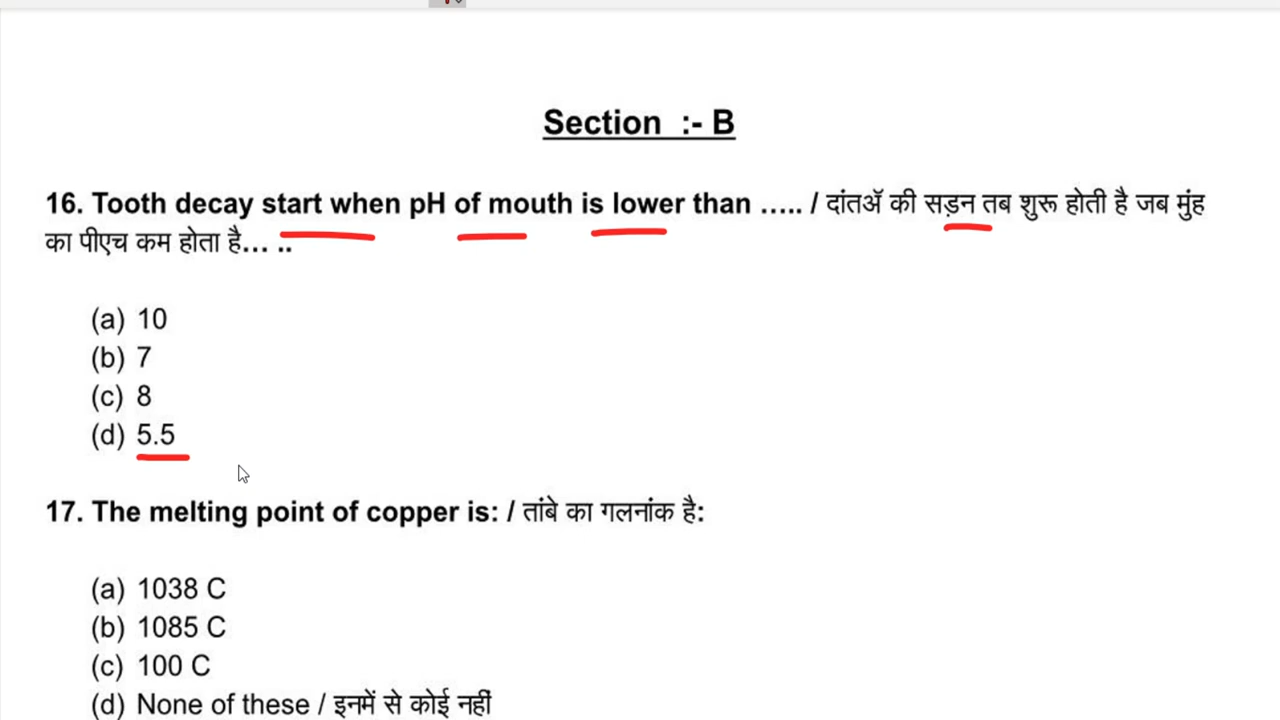 Section :- B
16. Tooth decay start when pH of mouth is lower than ..... / दांतॲ की सड़न तब शुरू होती है जब मुंह
का पीएच कम होता है... ..
(a) 10
(b) 7
(c) 8
(d) 5.5
17. The melting point of copper is: / तांबे का गलनांक है:
(a) 1038 C
(b) 1085 C
(c) 100 C
(d) None of these / इनमें से कोई नहीं